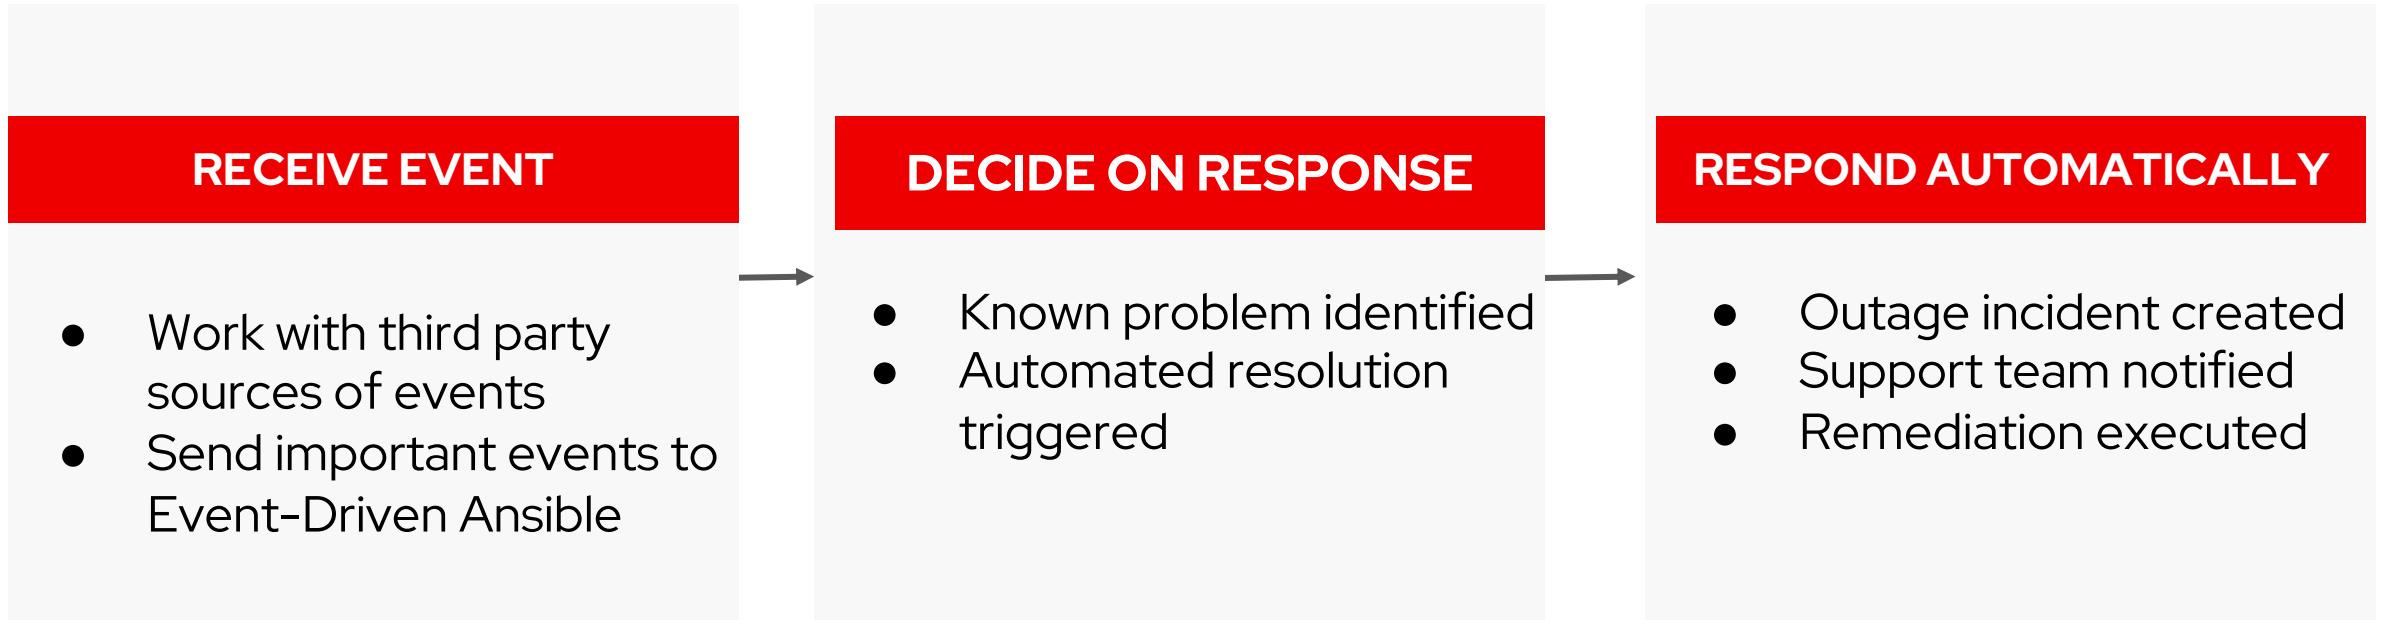 RECEIVE EVENT
● Work with third party
sources of events
● Send important events to
Event-Driven Ansible
DECIDE ON RESPONSE
● Known problem identified
● Automated resolution
triggered
RESPOND AUTOMATICALLY
● Outage incident created
● Support team notified
● Remediation executed